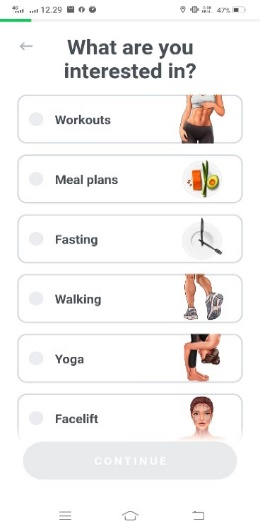 12.29
47%
What are you
interested in?
Workouts
Meal plans
Fasting
Walking
Yoga
Facelift
CONTINUE